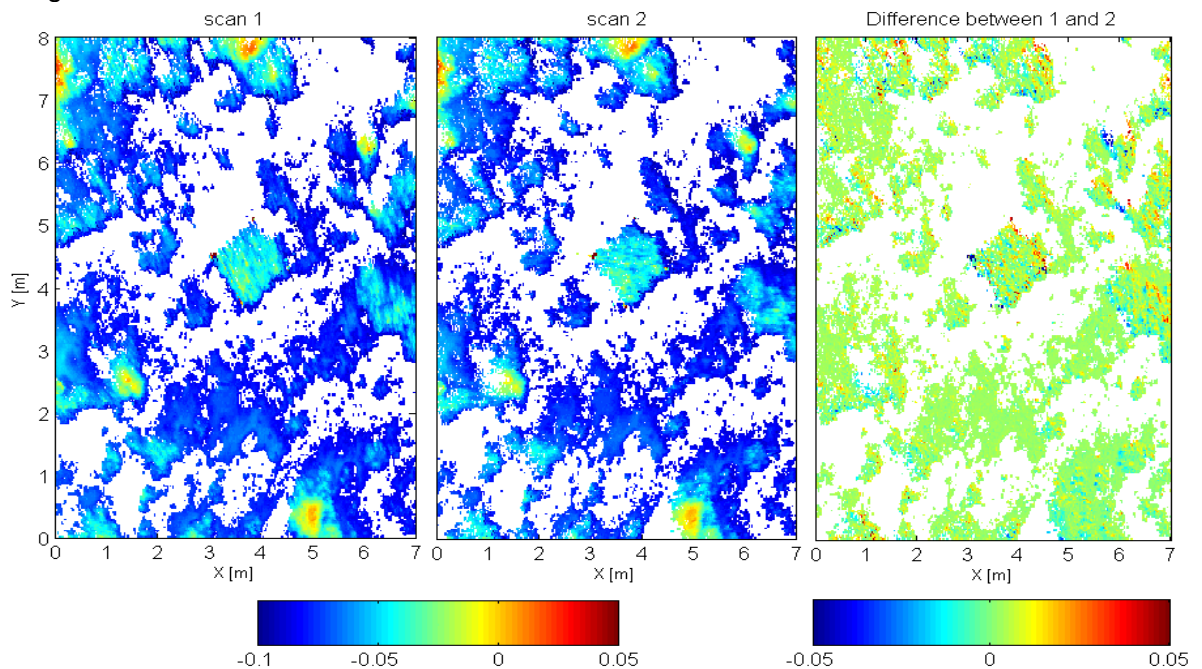 scan 1
scan 2
Difference between 1 and 2
8
7
6
5
4
3
2
1
0
Y [m]
0 1 2 3 4 5 6 7
0 1 2 3 4 5 6 7
0 1 2 3 4 5 6 7
X [m]
X [m]
X [m]
-0.1 -0.05 0 0.05
-0.05 0 0.05